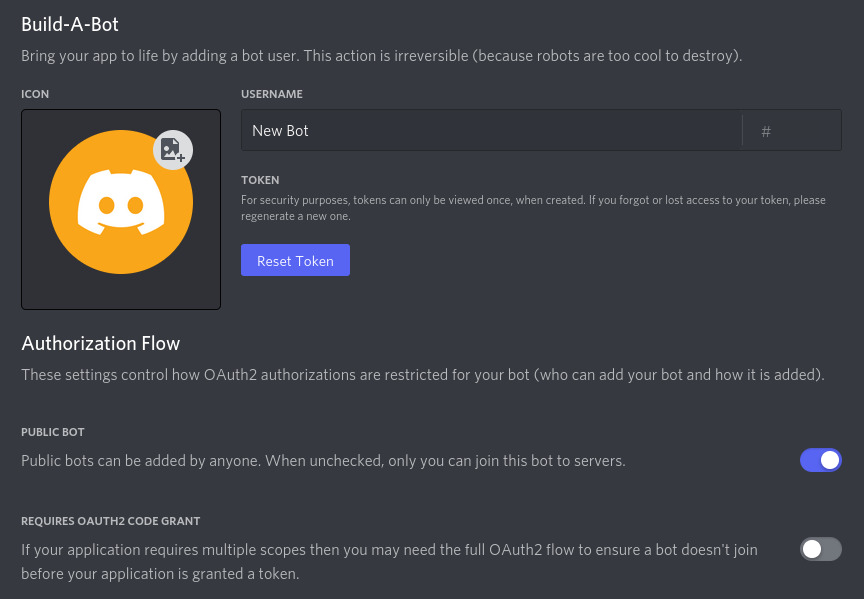 Build-A-Bot
Bring your app to life by adding a bot user. This action is irreversible (because robots are too cool to destroy).
ICON
USERNAME
New Bot
#
TOKEN
For security purposes, tokens can only be viewed once, when created. If you forgot or lost access to your token, please
regenerate a new one.
Reset Token
Authorization Flow
These settings control how OAuth2 authorizations are restricted for your bot (who can add your bot and how it is added).
PUBLIC BOT
Public bots can be added by anyone. When unchecked, only you can join this bot to servers.
REQUIRES OAUTH2 CODE GRANT
If your application requires multiple scopes then you may need the full OAuth2 flow to ensure a bot doesn't join
before your application is granted a token.